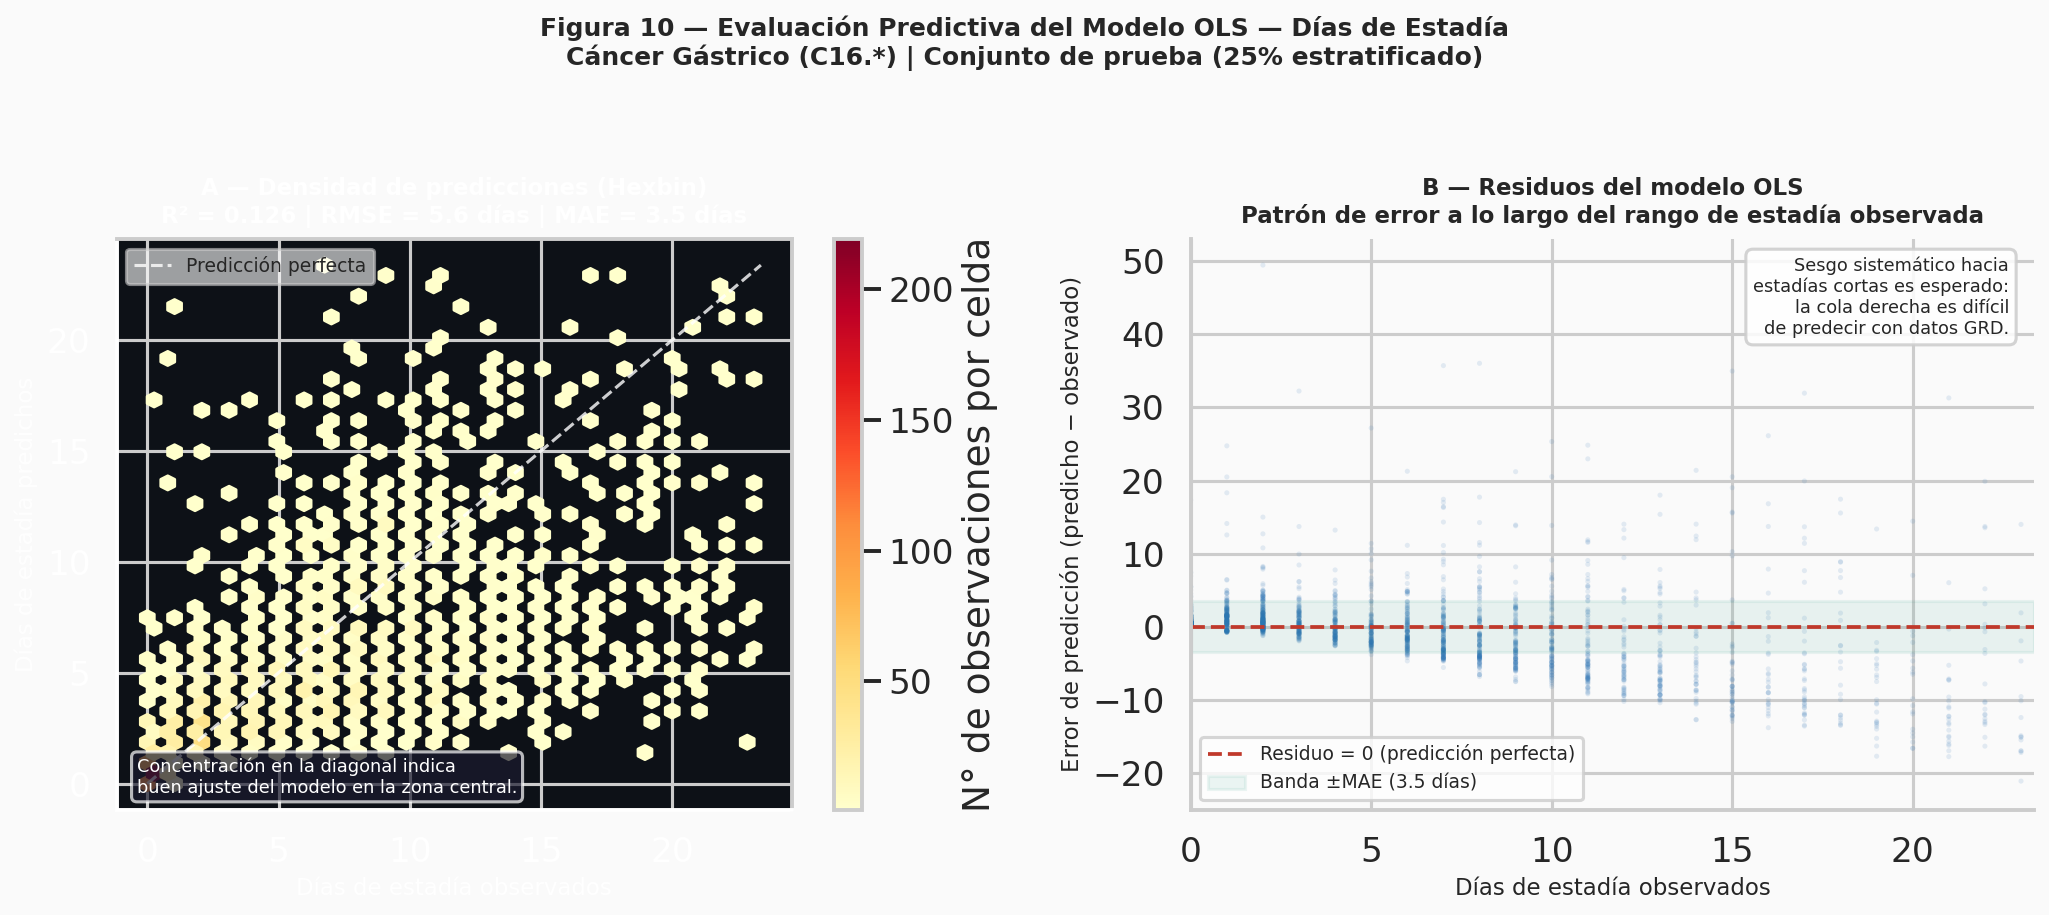 Figura 10 — Evaluación Predictiva del Modelo OLS — Días de Estadía
Cáncer Gástrico (C16.*) | Conjunto de prueba (25% estratificado)
A — Densidad de predicciones (Hexbin)
R² = 0.126 | RMSE = 5.6 días | MAE = 3.5 días
Predicción perfecta
Días de estadía predichos
20
15
10
5
0
Concentración en la diagonal indica
buen ajuste del modelo en la zona central.
0 5 10 15 20
Días de estadía observados
200
150
100
50
N° de observaciones por celda
B — Residuos del modelo OLS
Patrón de error a lo largo del rango de estadía observada
Error de predicción (predicho − observado)
50
40
30
20
10
0
−10
−20
Sesgo sistemático hacia
estadías cortas es esperado:
la cola derecha es difícil
de predecir con datos GRD.
Residuo = 0 (predicción perfecta)
Banda ±MAE (3.5 días)
0 5 10 15 20
Días de estadía observados